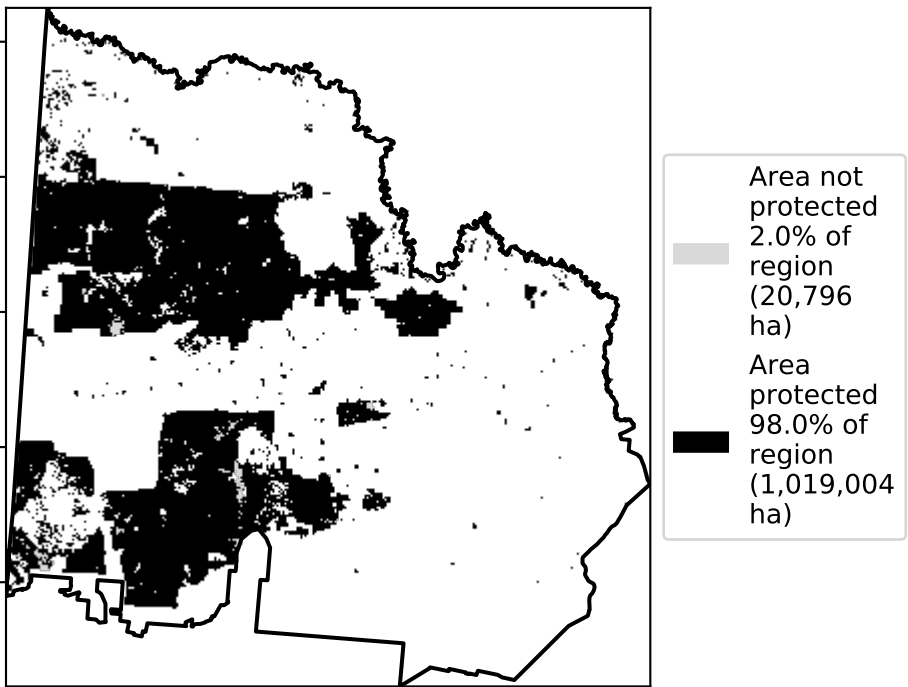 Area not
protected
2.0% of
region
(20,796
ha)
Area
protected
98.0% of
region
(1,019,004
ha)